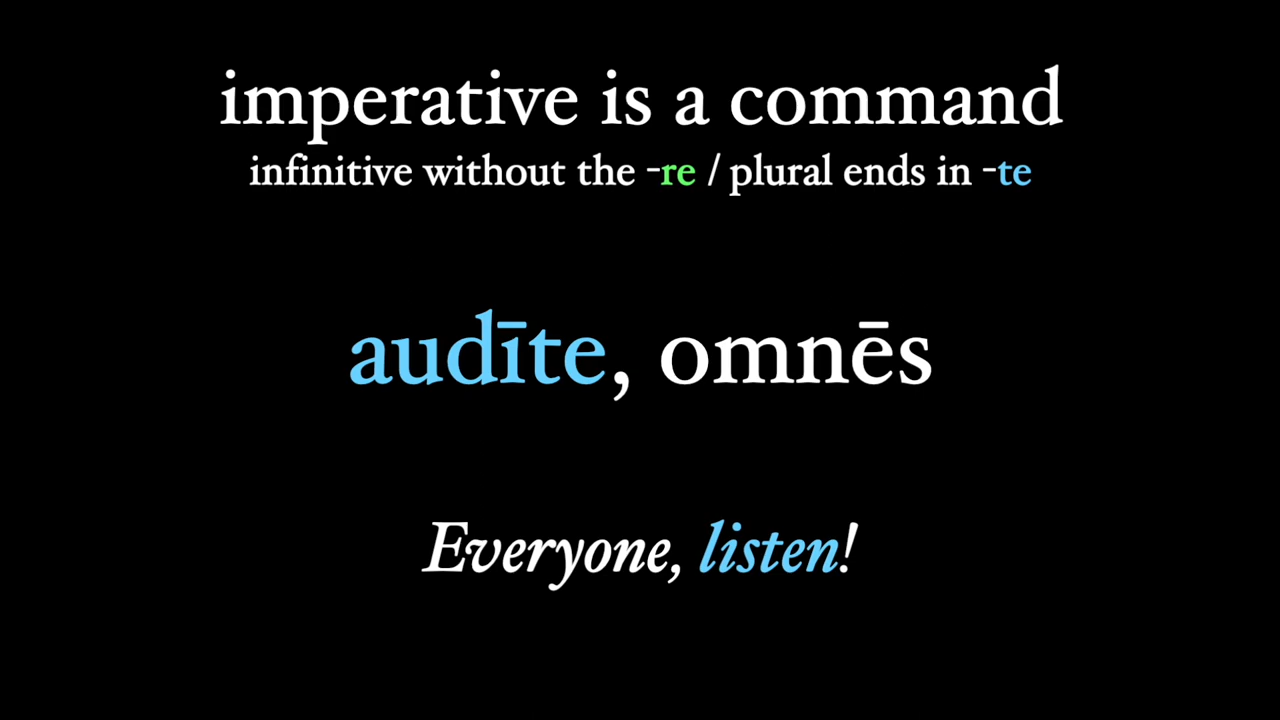 imperative is a command
infinitive without the -re / plural ends in -te
audīte, omnēs
Everyone, listen!